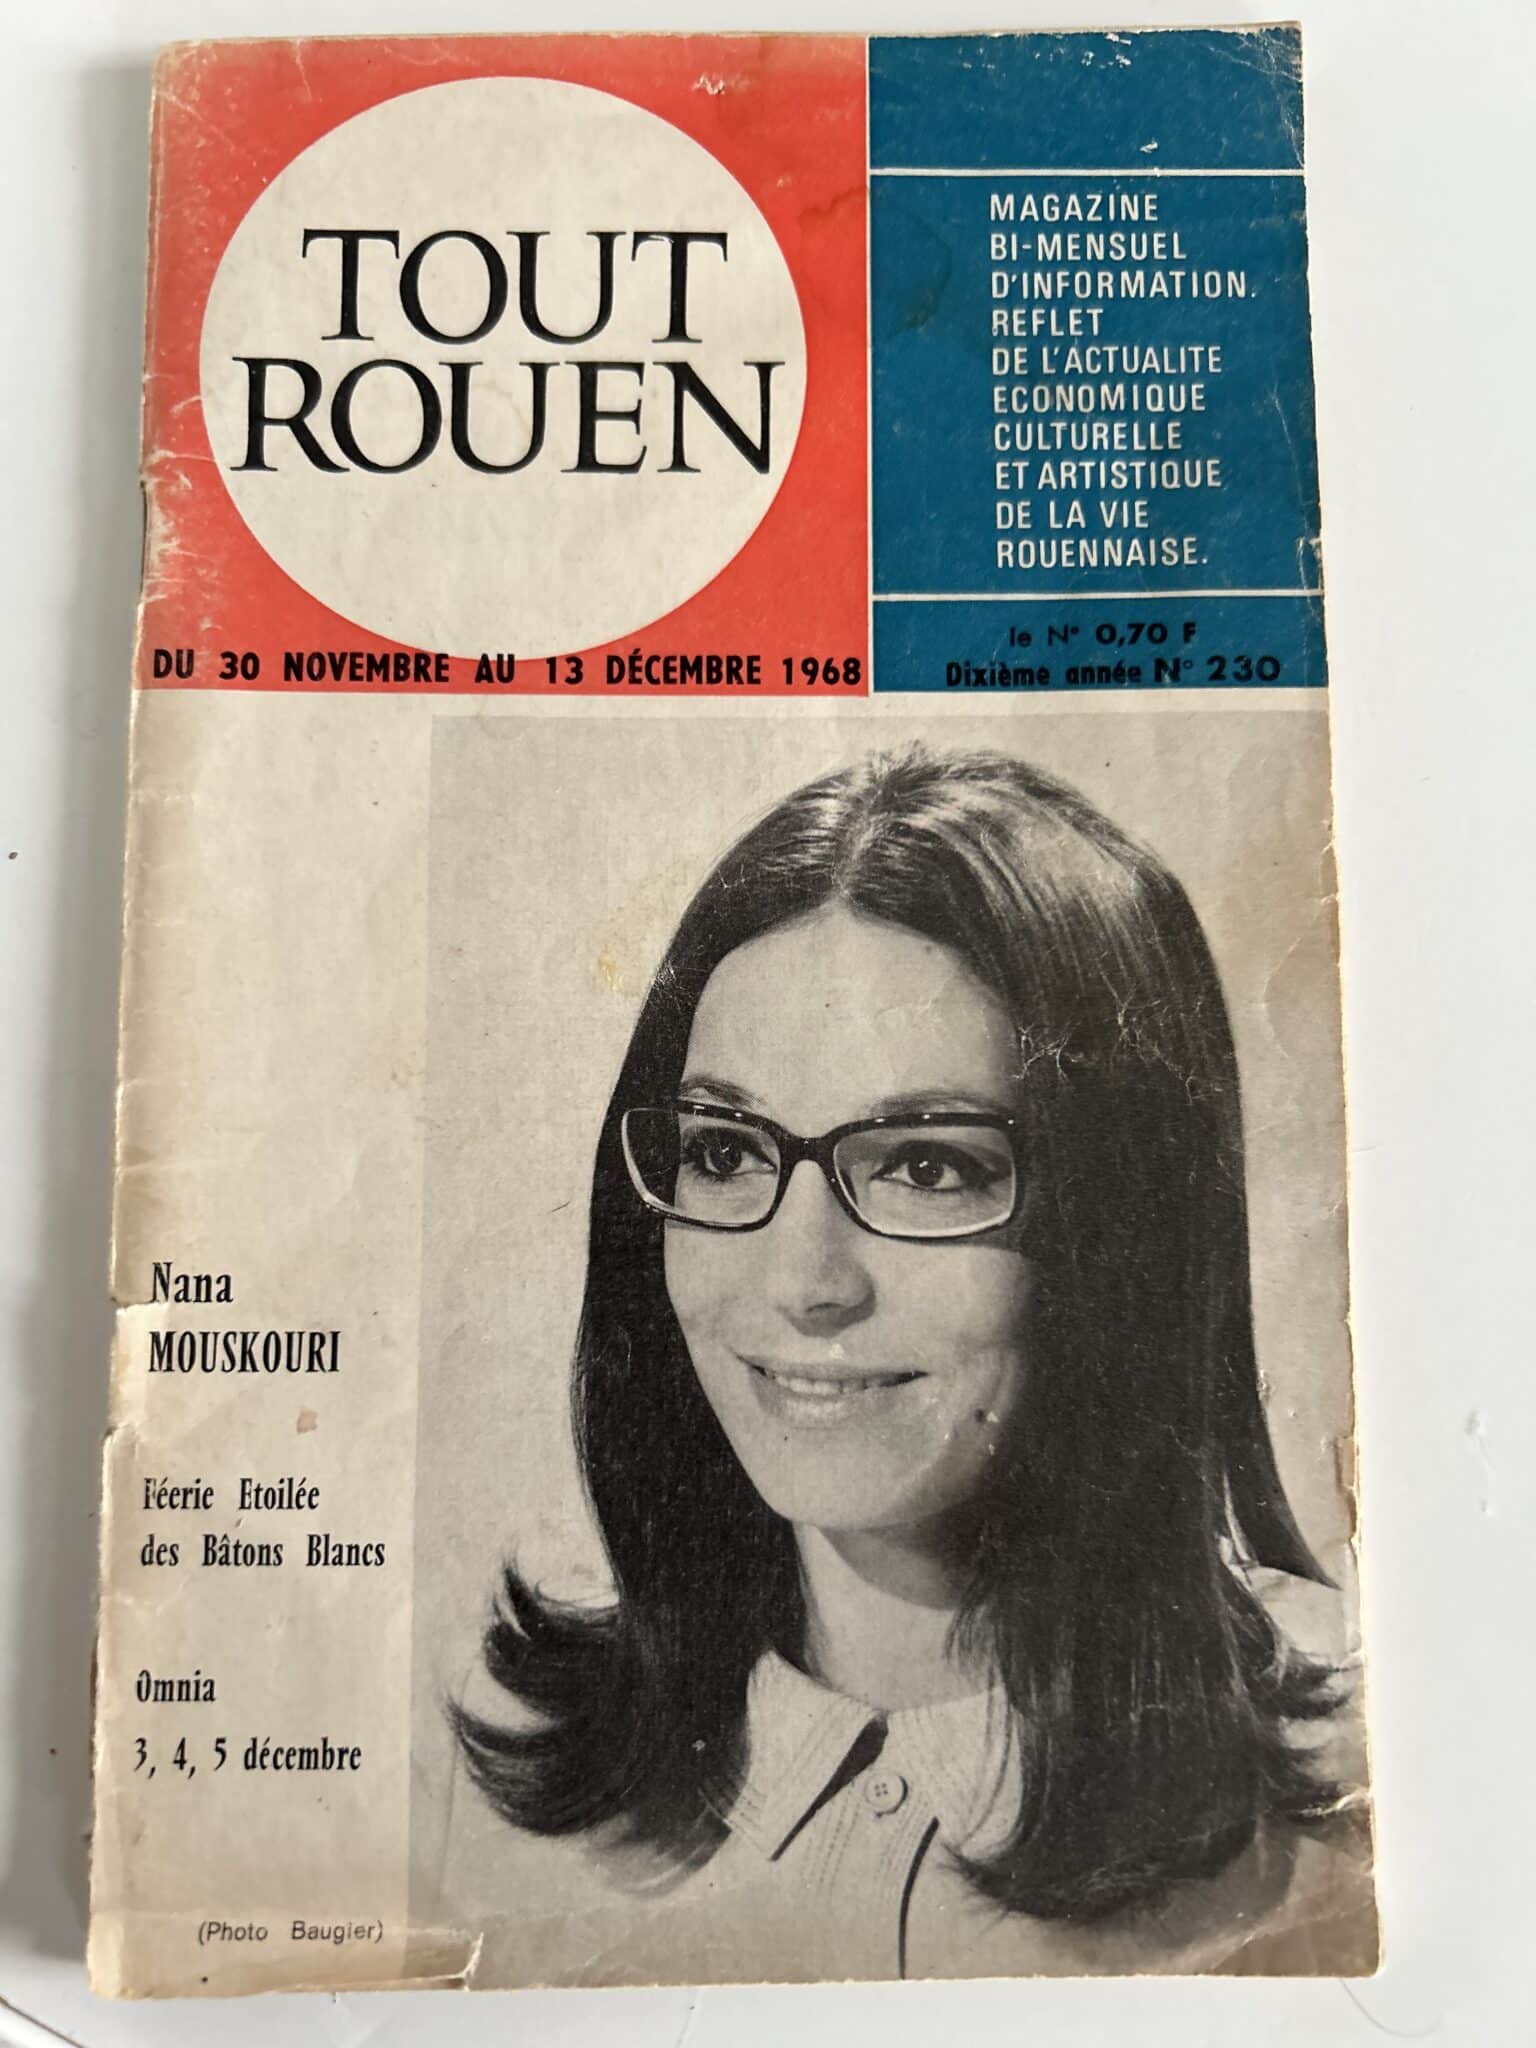 TOUT
ROUEN
MAGAZINE
BI-MENSUEL
D'INFORMATION.
REFLET
DE L'ACTUALITE
ECONOMIQUE
CULTURELLE
ET ARTISTIQUE
DE LA VIE
ROUENNAISE.
le N° 0,70 F
Dixième année N° 230
DU 30 NOVEMBRE AU 13 DÉCEMBRE 1968
Nana
MOUSKOURI
Féerie Etoilée
des Bâtons Blancs
Omnia
3, 4, 5 décembre
(Photo Baugier)